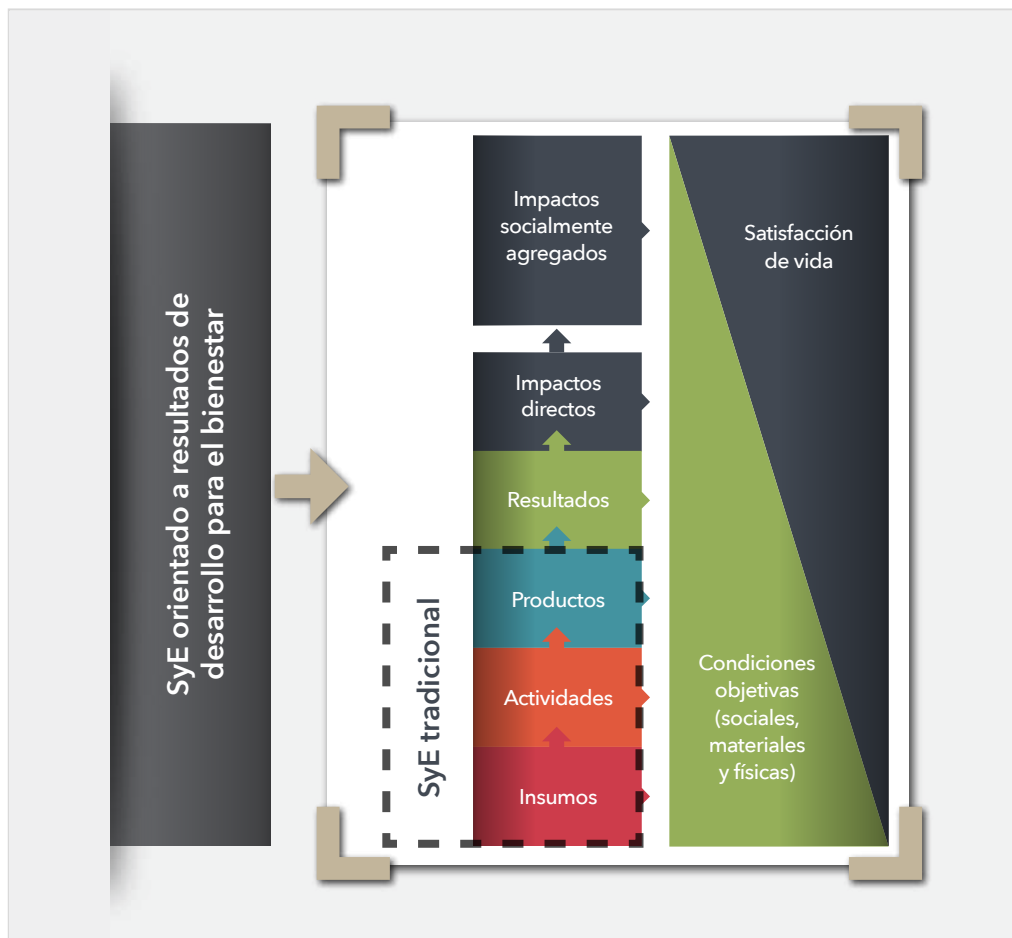 SyE orientado a resultados de
desarrollo para el bienestar
SyE tradicional
Impactos
socialmente
agregados
Impactos
directos
Resultados
Productos
Actividades
Insumos
Satisfacción
de vida
Condiciones
objetivas
(sociales,
materiales
y físicas)